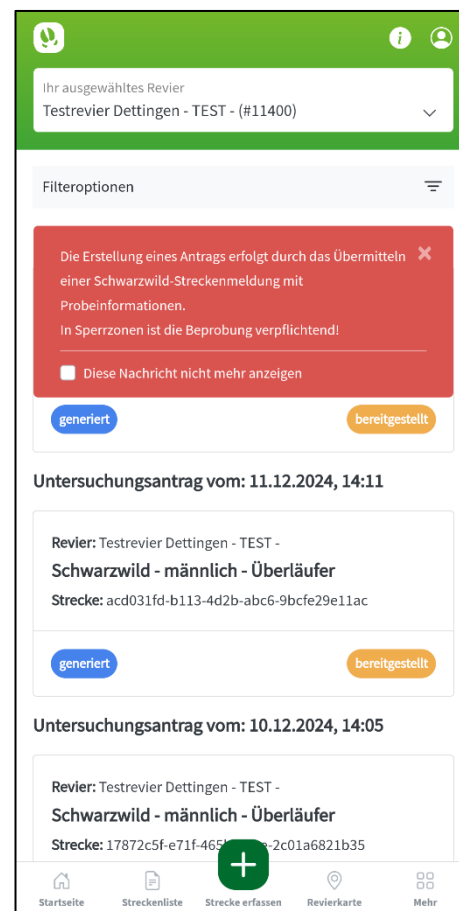 Ihr ausgewähltes Revier
Testrevier Dettingen - TEST - (#11400)
Filteroptionen
Die Erstellung eines Antrags erfolgt durch das Übermitteln
einer Schwarzwild-Streckenmeldung mit
Probeinformationen.
In Sperrzonen ist die Beprobung verpflichtend!
Diese Nachricht nicht mehr anzeigen
generiert bereitgestellt
Untersuchungsantrag vom: 11.12.2024, 14:11
Revier: Testrevier Dettingen - TEST -
Schwarzwild - männlich - Überläufer
Strecke: acd031fd-b113-4d2b-abc6-9bcfe29e11ac
generiert bereitgestellt
Untersuchungsantrag vom: 10.12.2024, 14:05
Revier: Testrevier Dettingen - TEST -
Schwarzwild - männlich - Überläufer
Strecke:
Startseite Streckenliste Strecke erfassen Revierkarte Mehr